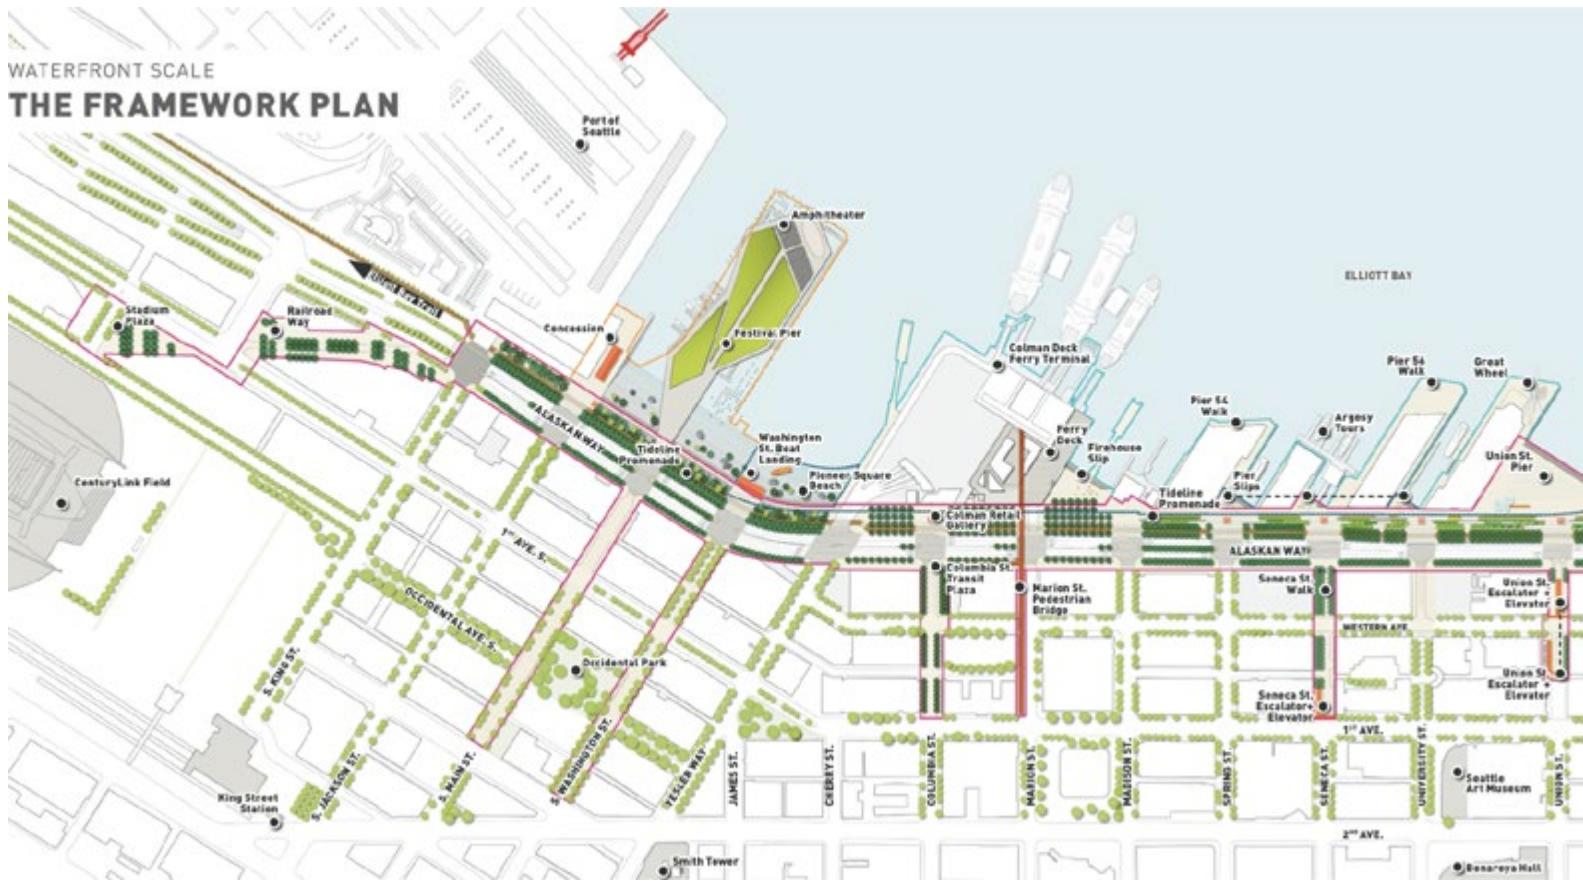 WATERFRONT SCALE
THE FRAMEWORK PLAN
Port of
Seattle
Amphitheater
ELLIOTT BAY
Stadium
Plaza
Railroad
Way
Bay Trail
Concession
Festival Pier
Colman Dock
Ferry Terminal
Pier 56
Walk
Great
Wheel
Pier 54
Walk
Argosy
Tours
Ferry
Deck
Firehouse
Slip
Union St.
Pier
ALASKAN WAY
Tideline
Promenade
Washington
St. Boat
Landing
Pioneer Square
Beach
Pier
Slips
Tideline
Promenade
CenturyLink Field
Colman Retail
Gallery
ALASKAN WAY
1ST AVE. S.
Columbia St.
Transit
Plaza
Marion St.
Pedestrian
Bridge
Seneca St.
Walk
Union St.
Escalator +
Elevator
OCCIDENTAL AVE. S.
WESTERN AVE.
S. KING ST.
Occidental Park
Union St.
Escalator +
Elevator
Seneca St.
Escalator+
Elevator
1ST AVE.
King Street
Station
S. JACKSON ST.
S. MAIN ST.
S. WASHINGTON ST.
YESLER WAY
JAMES ST.
CHERRY ST.
COLUMBIA ST.
MARION ST.
MADISON ST.
SPRING ST.
SENECA ST.
UNIVERSITY ST.
UNION ST.
Seattle
Art Museum
2ND AVE.
Smith Tower
Benaroya Hall